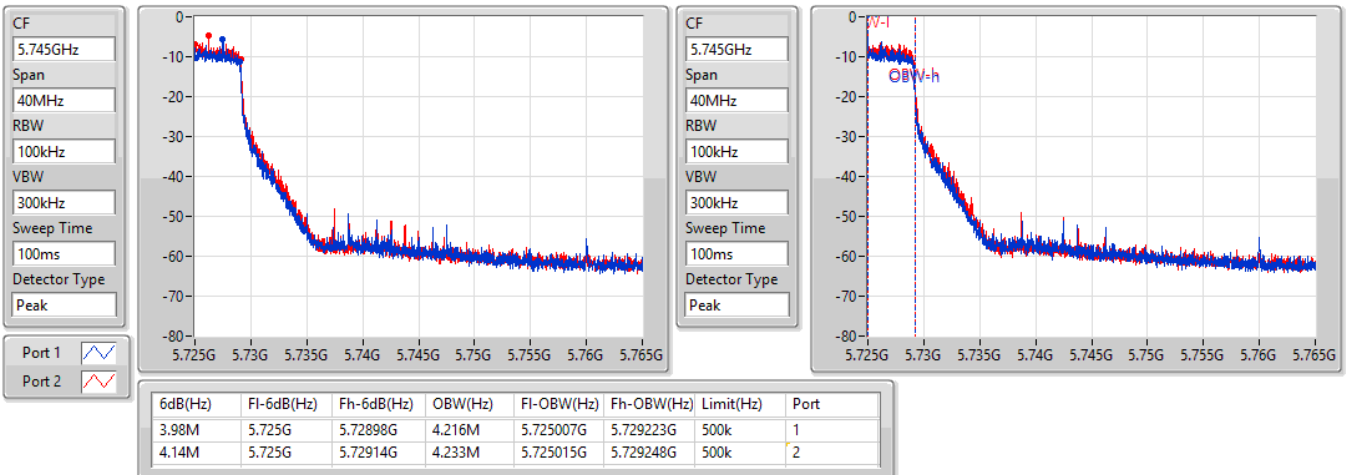 CF
5.745GHz
Span
40MHz
RBW
100kHz
VBW
300kHz
Sweep Time
100ms
Detector Type
Peak
Port 1
Port 2
0
-10
-20
-30
-40
-50
-60
-70
-80
5.725G 5.73G 5.735G 5.74G 5.745G 5.75G 5.755G 5.76G 5.765G
CF
5.745GHz
Span
40MHz
RBW
100kHz
VBW
300kHz
Sweep Time
100ms
Detector Type
Peak
0
-10
-20
-30
-40
-50
-60
-70
-80
W-l
OBW-h
5.725G 5.73G 5.735G 5.74G 5.745G 5.75G 5.755G 5.76G 5.765G
6dB(Hz) Fl-6dB(Hz) Fh-6dB(Hz) OBW(Hz) Fl-OBW(Hz) Fh-OBW(Hz) Limit(Hz) Port
3.98M 5.725G 5.72898G 4.216M 5.725007G 5.729223G 500k 1
4.14M 5.725G 5.72914G 4.233M 5.725015G 5.729248G 500k 2